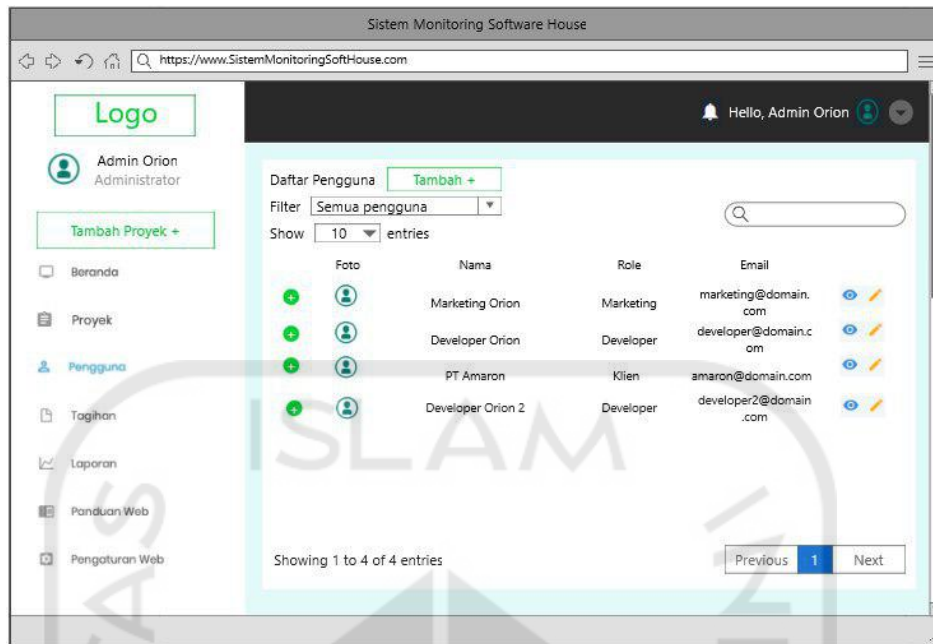 Sistem Monitoring Software House
https://www.SistemMonitoringSoftHouse.com
Logo
Hello, Admin Orion
Admin Orion
Administrator
Tambah Proyek +
Beranda
Proyek
Pengguna
Tagihan
Laporan
Panduan Web
Pengaturan Web
Daftar Pengguna Tambah +
Filter Semua pengguna
Show 10 entries
Foto Nama Role Email
Marketing Orion Marketing marketing@domain.
com
Developer Orion Developer developer@domain.c
om
PT Amaron Klien amaron@domain.com
Developer Orion 2 Developer developer2@domain
.com
Showing 1 to 4 of 4 entries
Previous 1 Next
ISLAM